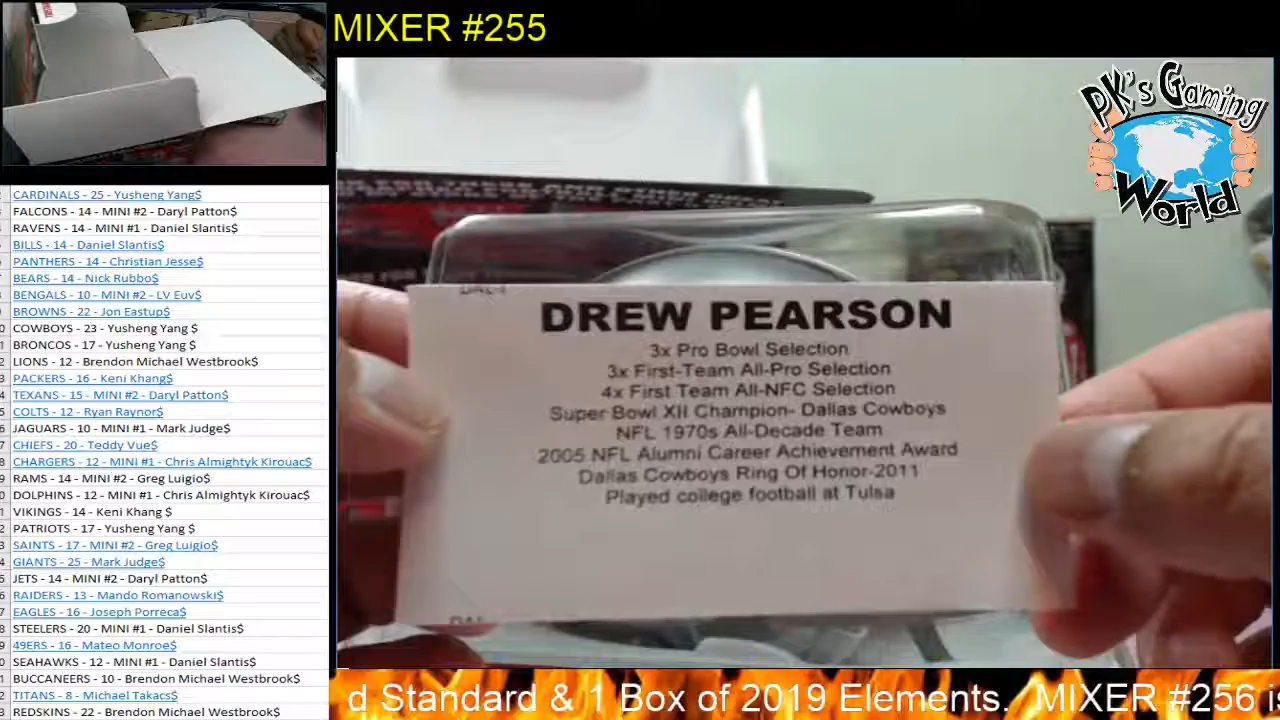 MIXER #255
PK's Gaming
World
CARDINALS - 25 - Yusheng Yang$
FALCONS - 14 - MINI #2 - Daryl Patton$
RAVENS - 14 - MINI #1 - Daniel Slantis$
BILLS - 14 - Daniel Slantis$
PANTHERS - 14 - Christian Jesse$
BEARS - 14 - Nick Rubbo$
BENGALS - 10 - MINI #2 - LV Euv$
BROWNS - 22 - Jon Eastup$
COWBOYS - 23 - Yusheng Yang $
BRONCOS - 17 - Yusheng Yang $
LIONS - 12 - Brendon Michael Westbrook$
PACKERS - 16 - Keni Khang$
TEXANS - 15 - MINI #2 - Daryl Patton$
COLTS - 12 - Ryan Raynor$
JAGUARS - 10 - MINI #1 - Mark Judge$
CHIEFS - 20 - Teddy Vue$
CHARGERS - 12 - MINI #1 - Chris Almightyk Kirouac$
RAMS - 14 - MINI #2 - Greg Luigio$
DOLPHINS - 12 - MINI #1 - Chris Almightyk Kirouac$
VIKINGS - 14 - Keni Khang $
PATRIOTS - 17 - Yusheng Yang $
SAINTS - 17 - MINI #2 - Greg Luigio$
GIANTS - 25 - Mark Judge$
JETS - 14 - MINI #2 - Daryl Patton$
RAIDERS - 13 - Mando Romanowski$
EAGLES - 16 - Joseph Porreca$
STEELERS - 20 - MINI #1 - Daniel Slantis$
49ERS - 16 - Mateo Monroe$
SEAHAWKS - 12 - MINI #1 - Daniel Slantis$
BUCCANEERS - 10 - Brendon Michael Westbrook$
TITANS - 8 - Michael Takacs$
REDSKINS - 22 - Brendon Michael Westbrook$
DREW PEARSON
3x Pro Bowl Selection
3x First-Team All-Pro Selection
4x First Team All-NFC Selection
Super Bowl XII Champion- Dallas Cowboys
NFL 1970s All-Decade Team
2005 NFL Alumni Career Achievement Award
Dallas Cowboys Ring Of Honor-2011
Played college football at Tulsa
d Standard & 1 Box of 2019 Elements. MIXER #256 is